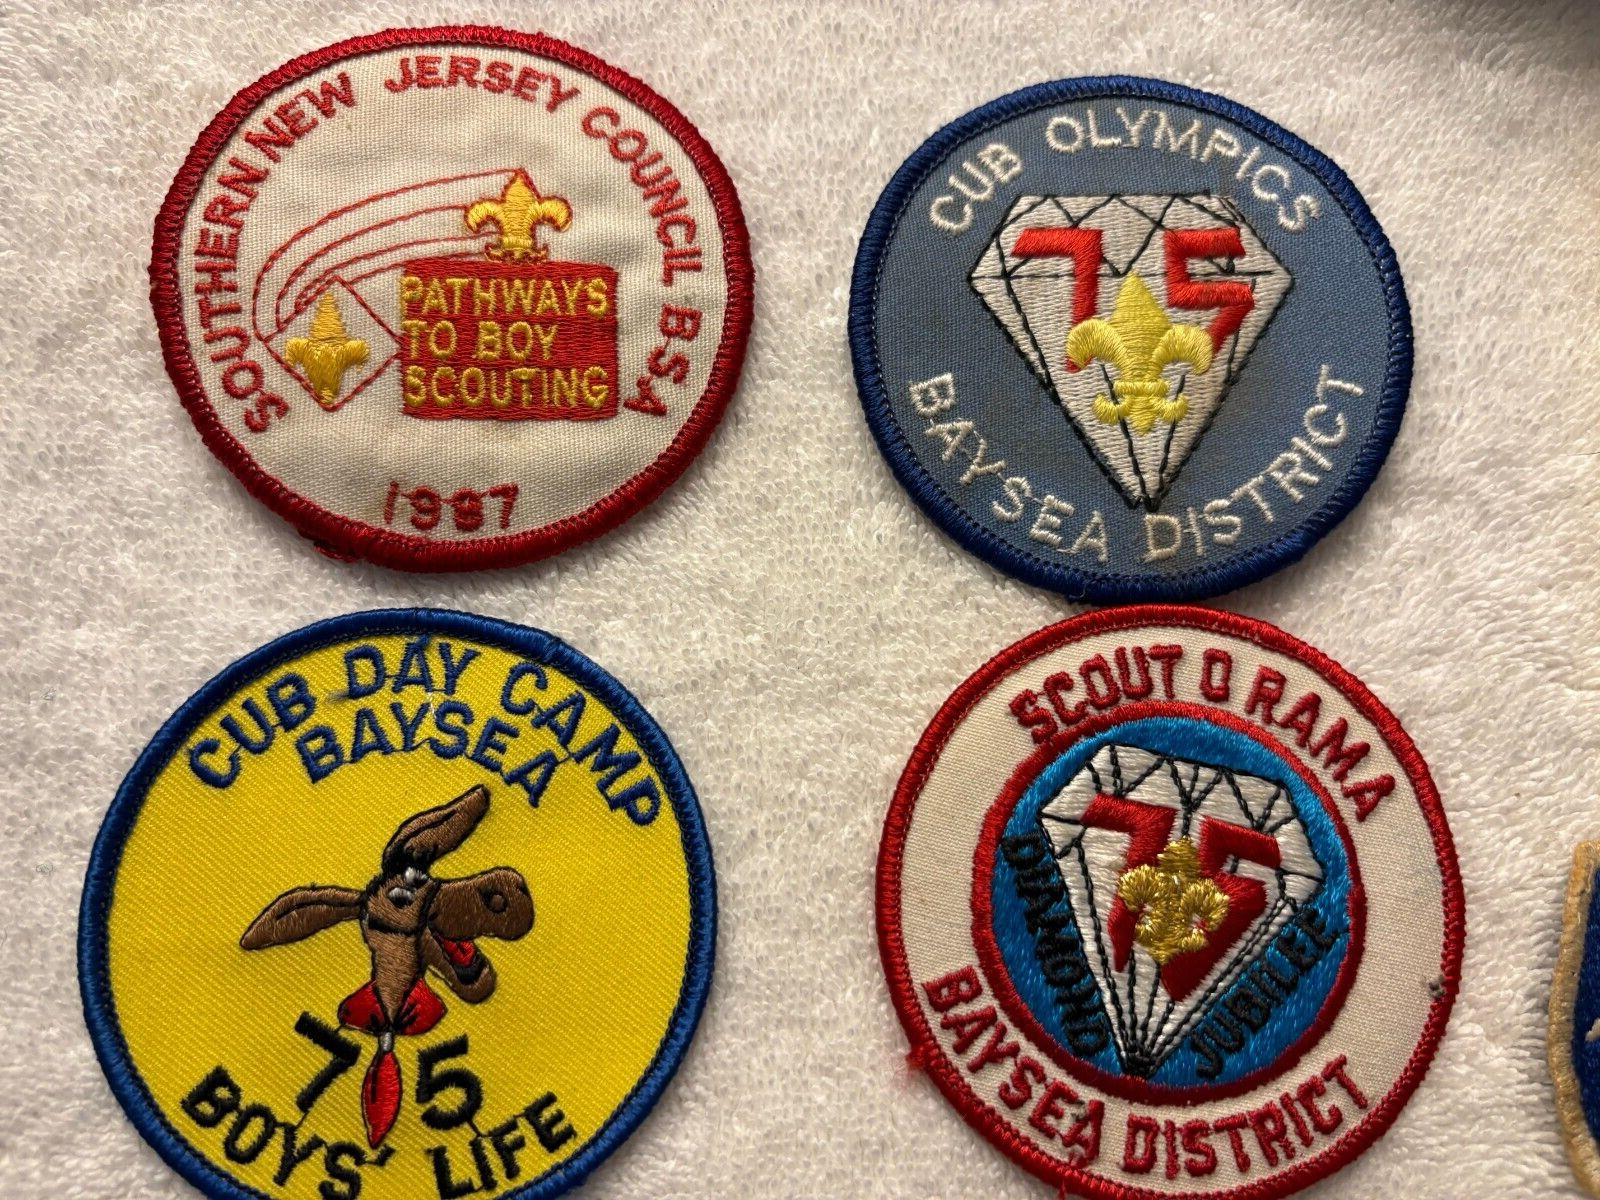 SOUTHERN NEW JERSEY COUNCIL BSA
PATHWAYS
TO BOY
SCOUTING
1987
CUB OLYMPICS
75
BAYSEA DISTRICT
CUB DAY CAMP
BAYSEA
75
BOYS' LIFE
SCOUT O RAMA
75
DIAMOND
JUBILEE
BAYSEA DISTRICT